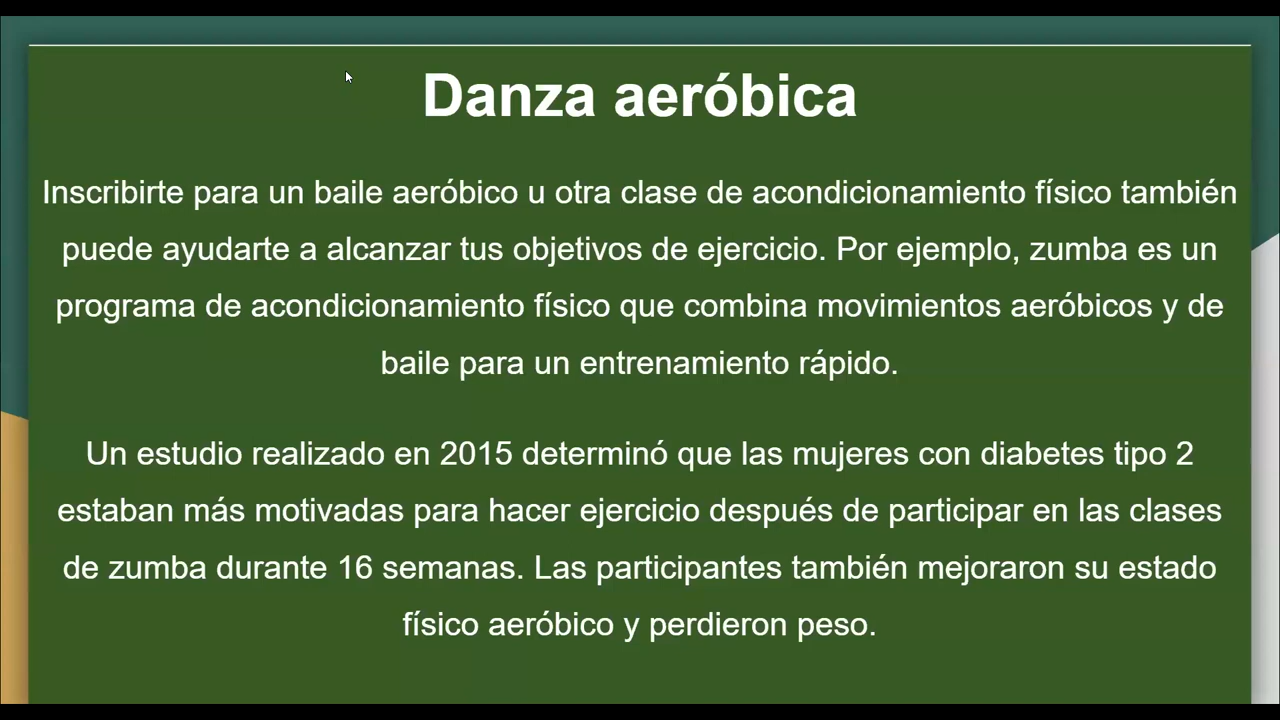 Danza aeróbica
Inscribirte para un baile aeróbico u otra clase de acondicionamiento físico también
puede ayudarte a alcanzar tus objetivos de ejercicio. Por ejemplo, zumba es un
programa de acondicionamiento físico que combina movimientos aeróbicos y de
baile para un entrenamiento rápido.
Un estudio realizado en 2015 determinó que las mujeres con diabetes tipo 2
estaban más motivadas para hacer ejercicio después de participar en las clases
de zumba durante 16 semanas. Las participantes también mejoraron su estado
físico aeróbico y perdieron peso.